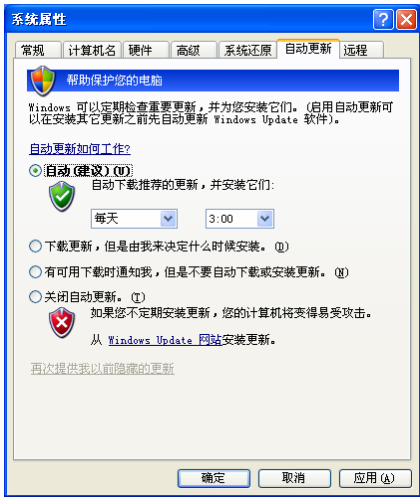 系统属性
常规 计算机名 硬件 高级 系统还原 自动更新 远程
帮助保护您的电脑
Windows 可以定期检查重要更新，并为您安装它们。(启用自动更新可
以在安装其它更新之前先自动更新 Windows Update 软件)。
自动更新如何工作?
自动(建议)(U)
自动下载推荐的更新，并安装它们:
每天 3:00
下载更新，但是由我来决定什么时候安装。(D)
有可用下载时通知我，但是不要自动下载或安装更新。(N)
关闭自动更新。(T)
如果您不定期安装更新，您的计算机将变得易受攻击。
从 Windows Update 网站安装更新。
再次提供我以前隐藏的更新
确定 取消 应用(A)